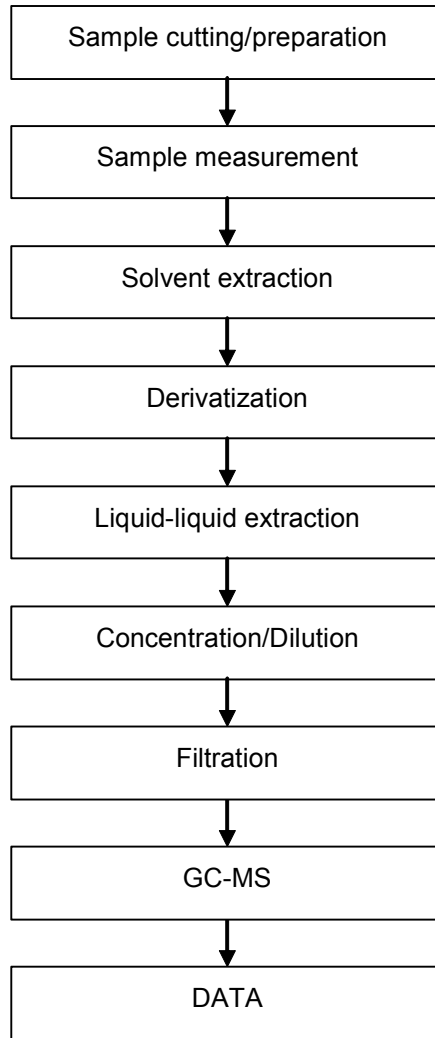 Sample cutting/preparation
Sample measurement
Solvent extraction
Derivatization
Liquid-liquid extraction
Concentration/Dilution
Filtration
GC-MS
DATA